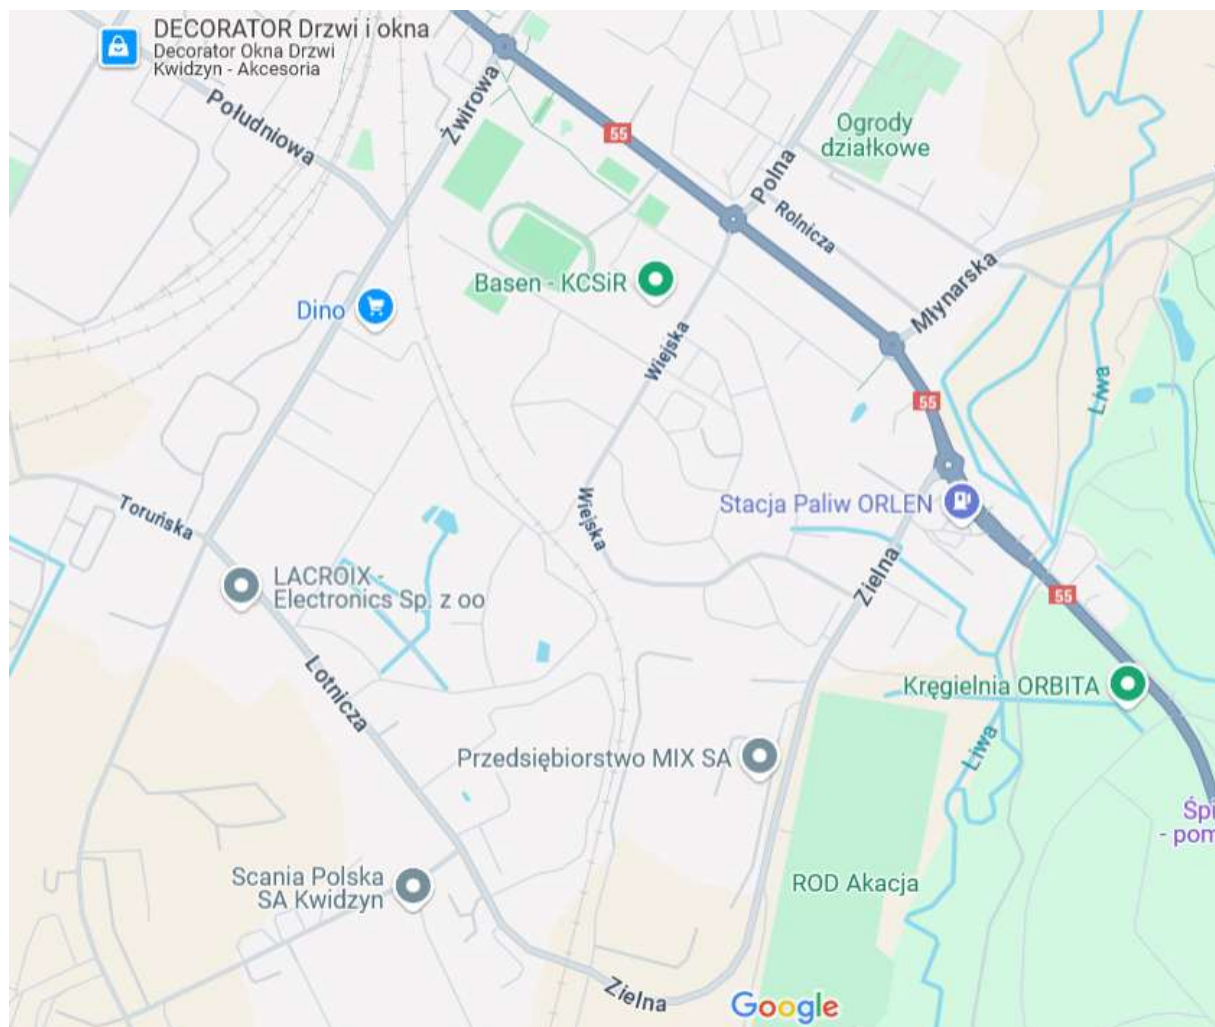 DECORATOR Drzwi i okna
Decorator Okna Drzwi
Kwidzyn - Akcesoria
Południowa
Żwirowa
55
Ogrody
działkowe
Polna
Rolnicza
Basen - KCSiR
Młynarska
Dino
Wiejska
Liwa
55
Wiejska
Toruńska
Stacja Paliw ORLEN
LACROIX -
Electronics Sp. z oo
Zielna
55
Lotnicza
Kręgielnia ORBITA
Przedsiębiorstwo MIX SA
Liwa
Śpi
- pom
Scania Polska
SA Kwidzyn
ROD Akacja
Zielna
Google